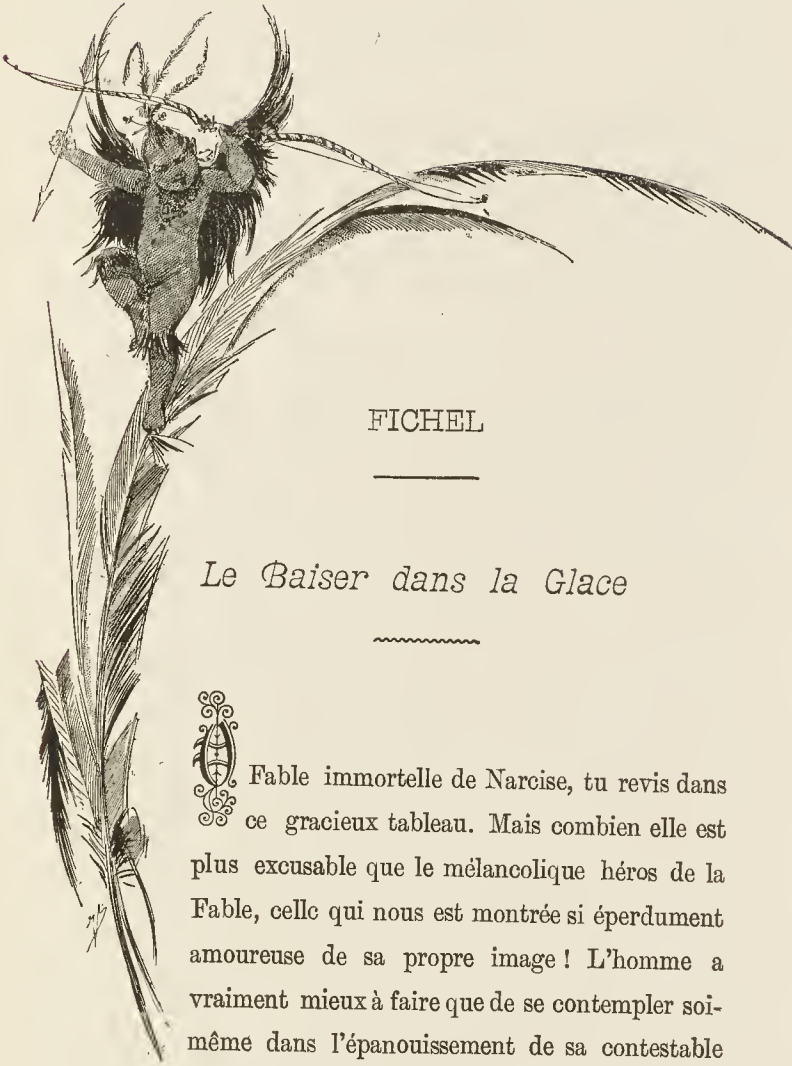 FICHEL
Le Baiser dans la Glace
O Fable immortelle de Narcise, tu revis dans
ce gracieux tableau. Mais combien elle est
plus excusable que le mélancolique héros de la
Fable, celle qui nous est montrée si éperdument
amoureuse de sa propre image ! L'homme a
vraiment mieux à faire que de se contempler soi-
même dans l'épanouissement de sa contestable